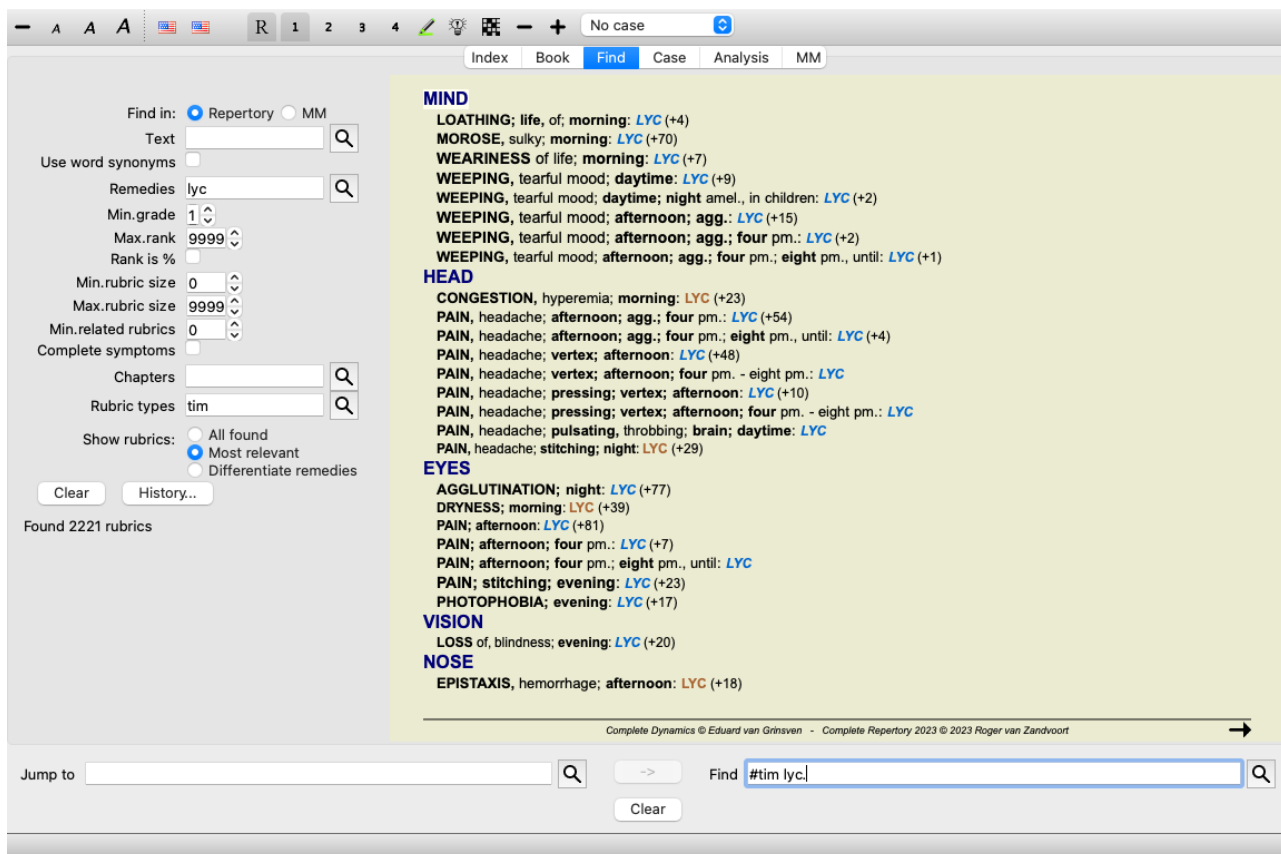 A A A R 1 2 3 4 No case
Index Book Find Case Analysis MM
Find in: Repertory MM
Text
Use word synonyms
Remedies lyc
Min.grade 1
Max.rank 9999
Rank is %
Min.rubric size 0
Max.rubric size 9999
Min.related rubrics 0
Complete symptoms
Chapters
Rubric types tim
Show rubrics: All found
Most relevant
Differentiate remedies
Clear History...
Found 2221 rubrics
MIND
LOATHING; life, of; morning: LYC (+4)
MOROSE, sulky; morning: LYC (+70)
WEARINESS of life; morning: LYC (+7)
WEEPING, tearful mood; daytime: LYC (+9)
WEEPING, tearful mood; daytime; night amel., in children: LYC (+2)
WEEPING, tearful mood; afternoon; agg.: LYC (+15)
WEEPING, tearful mood; afternoon; agg.; four pm.: LYC (+2)
WEEPING, tearful mood; afternoon; agg.; four pm.; eight pm., until: LYC (+1)
HEAD
CONGESTION, hyperemia; morning: LYC (+23)
PAIN, headache; afternoon; agg.; four pm.: LYC (+54)
PAIN, headache; afternoon; agg.; four pm.; eight pm., until: LYC (+4)
PAIN, headache; vertex; afternoon: LYC (+48)
PAIN, headache; vertex; afternoon; four pm. - eight pm.: LYC
PAIN, headache; pressing; vertex; afternoon: LYC (+10)
PAIN, headache; pressing; vertex; afternoon; four pm. - eight pm.: LYC
PAIN, headache; pulsating, throbbing; brain; daytime: LYC
PAIN, headache; stitching; night: LYC (+29)
EYES
AGGLUTINATION; night: LYC (+77)
DRYNESS; morning: LYC (+39)
PAIN; afternoon: LYC (+81)
PAIN; afternoon; four pm.: LYC (+7)
PAIN; afternoon; four pm.; eight pm., until: LYC
PAIN; stitching; evening: LYC (+23)
PHOTOPHOBIA; evening: LYC (+17)
VISION
LOSS of, blindness; evening: LYC (+20)
NOSE
EPISTAXIS, hemorrhage; afternoon: LYC (+18)
Complete Dynamics © Eduard van Grinsven - Complete Repertory 2023 © 2023 Roger van Zandvoort
Jump to -> Find #tim lyc.
Clear